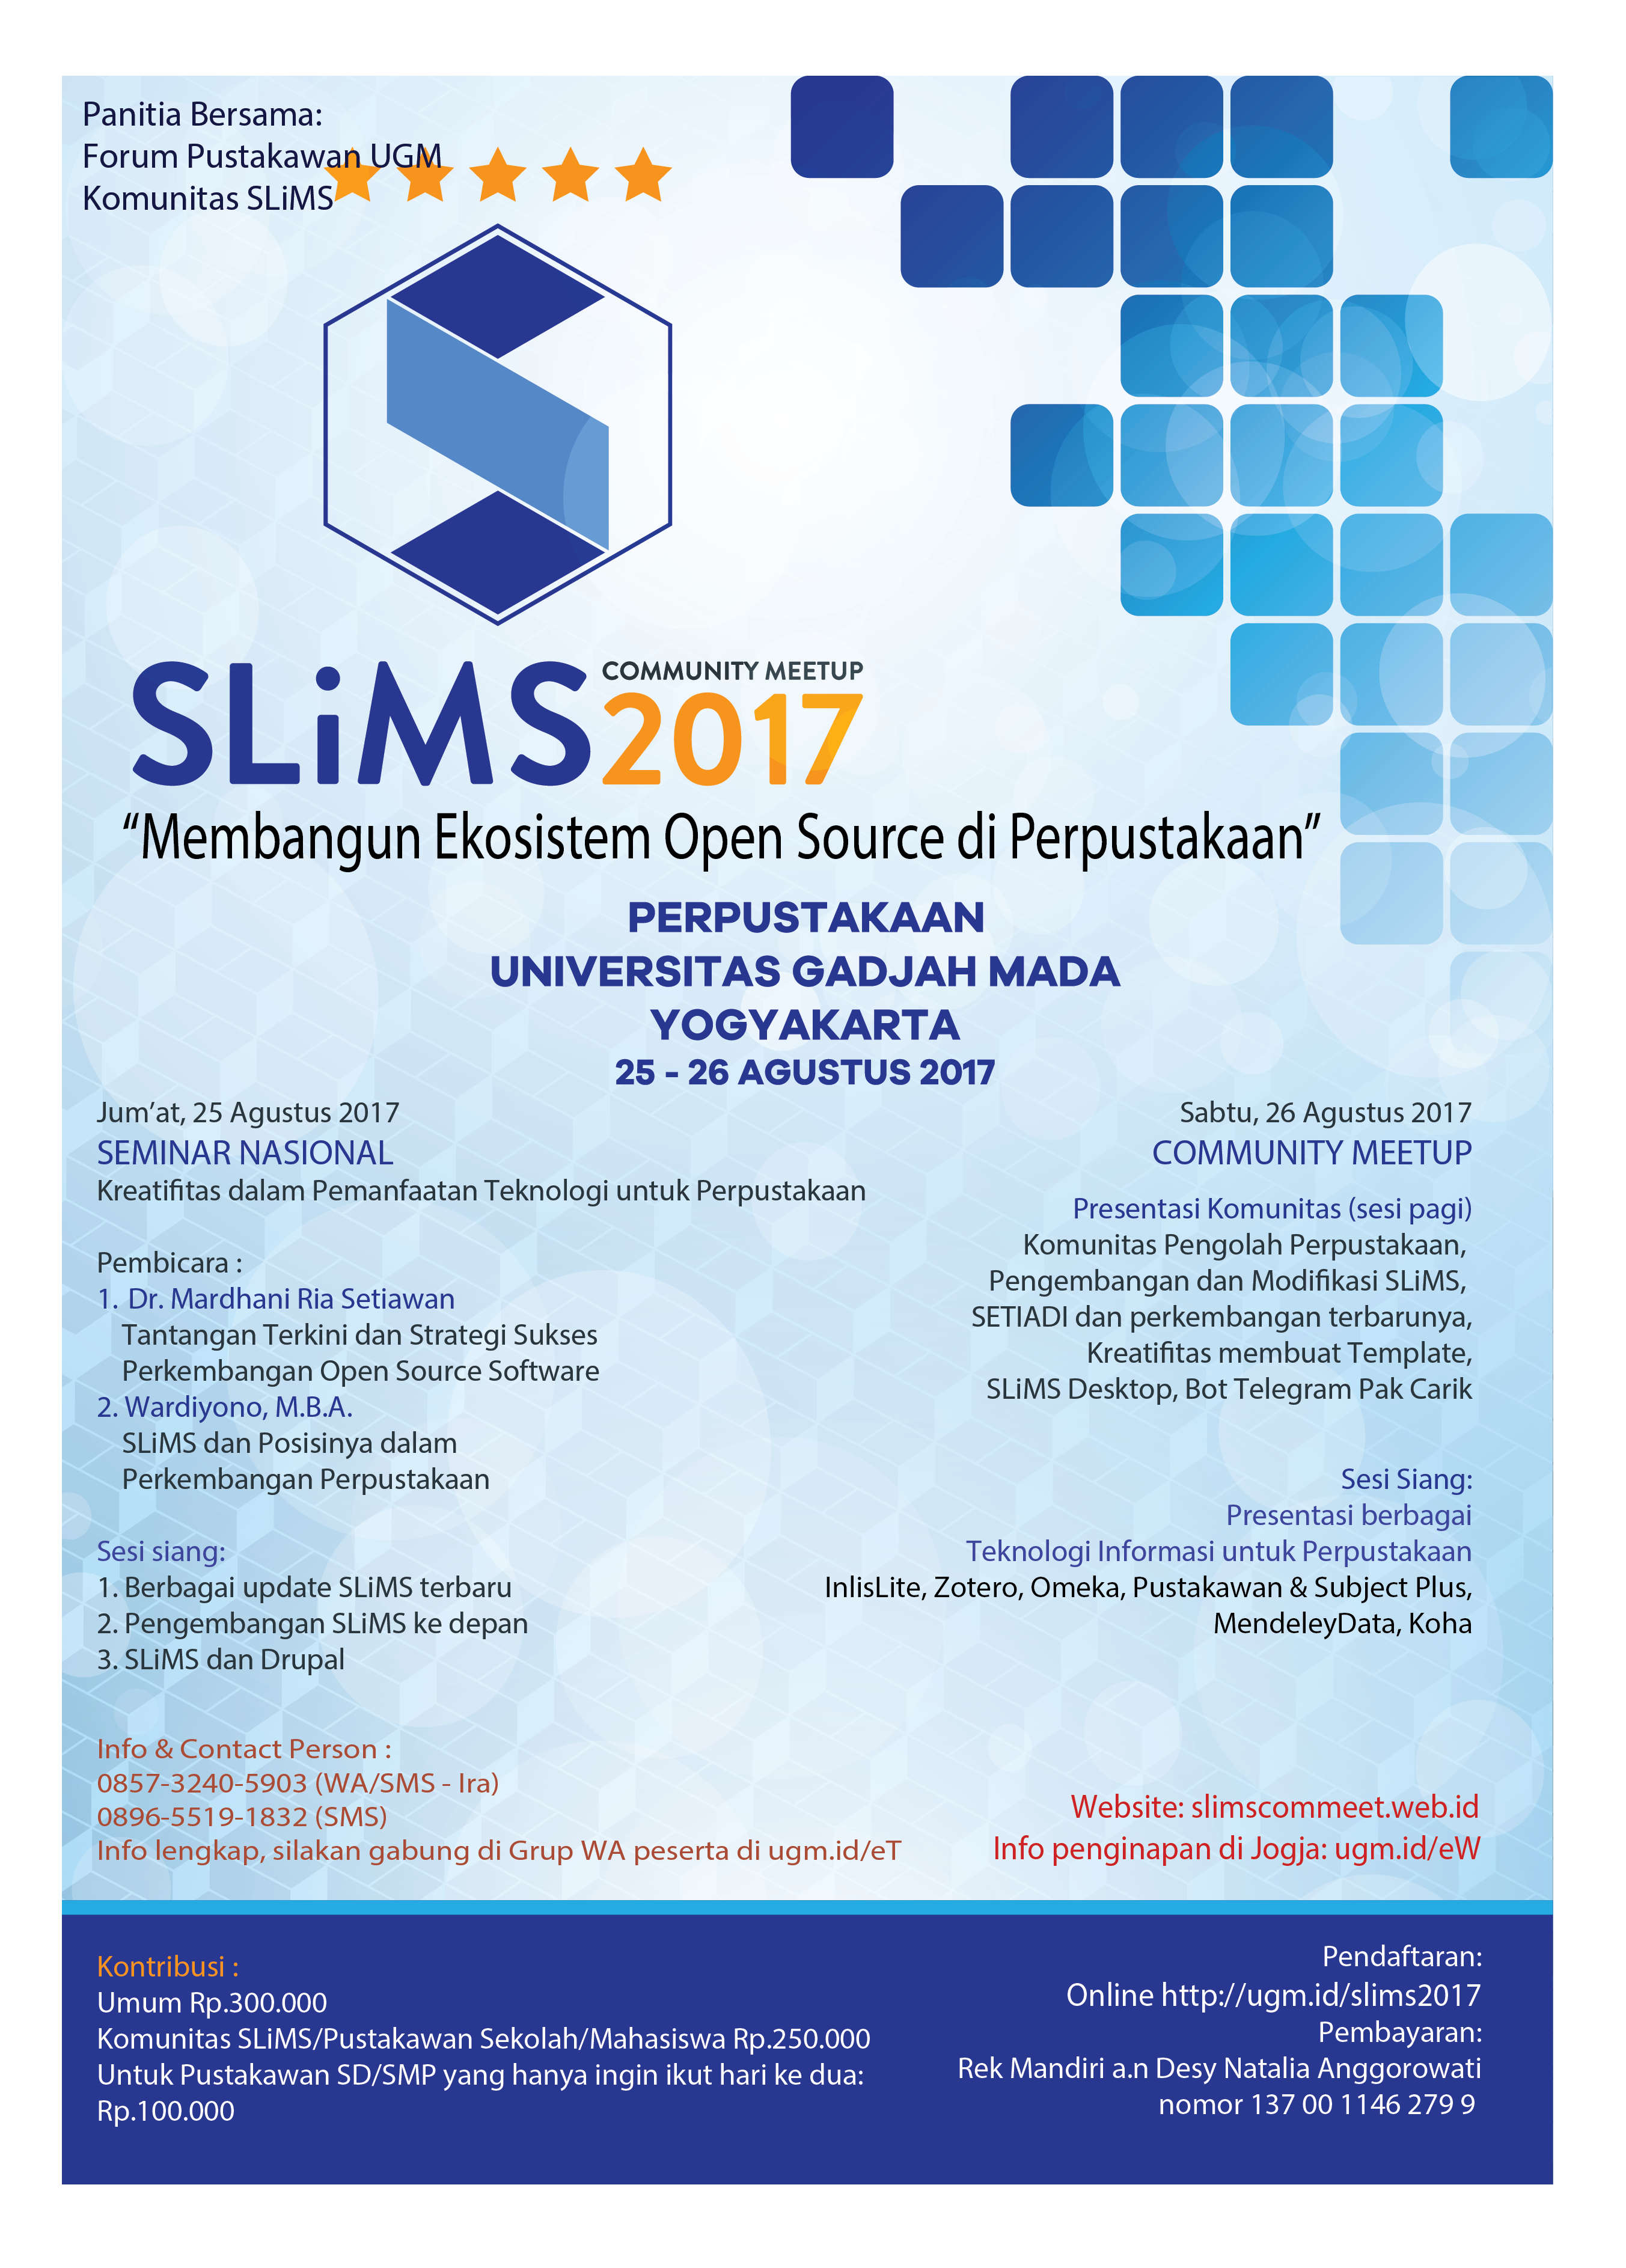 Panitia Bersama:
Forum Pustakawan UGM
Komunitas SLiMS
SLiMS
COMMUNITY MEETUP
2017
“Membangun Ekosistem Open Source di Perpustakaan”
PERPUSTAKAAN
UNIVERSITAS GADJAH MADA
YOGYAKARTA
25 - 26 AGUSTUS 2017
Jum’at, 25 Agustus 2017
SEMINAR NASIONAL
Kreatifitas dalam Pemanfaatan Teknologi untuk Perpustakaan
Pembicara :
1. Dr. Mardhani Ria Setiawan
Tantangan Terkini dan Strategi Sukses
Perkembangan Open Source Software
2. Wardiyono, M.B.A.
SLiMS dan Posisinya dalam
Perkembangan Perpustakaan
Sesi siang:
1. Berbagai update SLiMS terbaru
2. Pengembangan SLiMS ke depan
3. SLiMS dan Drupal
Sabtu, 26 Agustus 2017
COMMUNITY MEETUP
Presentasi Komunitas (sesi pagi)
Komunitas Pengolah Perpustakaan,
Pengembangan dan Modifikasi SLiMS,
SETIADI dan perkembangan terbarunya,
Kreatifitas membuat Template,
SLiMS Desktop, Bot Telegram Pak Carik
Sesi Siang:
Presentasi berbagai
Teknologi Informasi untuk Perpustakaan
InlisLite, Zotero, Omeka, Pustakawan & Subject Plus,
MendeleyData, Koha
Info & Contact Person :
0857-3240-5903 (WA/SMS - Ira)
0896-5519-1832 (SMS)
Info lengkap, silakan gabung di Grup WA peserta di ugm.id/eT
Website: slimscommeet.web.id
Info penginapan di Jogja: ugm.id/eW
Kontribusi :
Umum Rp.300.000
Komunitas SLiMS/Pustakawan Sekolah/Mahasiswa Rp.250.000
Untuk Pustakawan SD/SMP yang hanya ingin ikut hari ke dua:
Rp.100.000
Pendaftaran:
Online http://ugm.id/slims2017
Pembayaran:
Rek Mandiri a.n Desy Natalia Anggorowati
nomor 137 00 1146 279 9